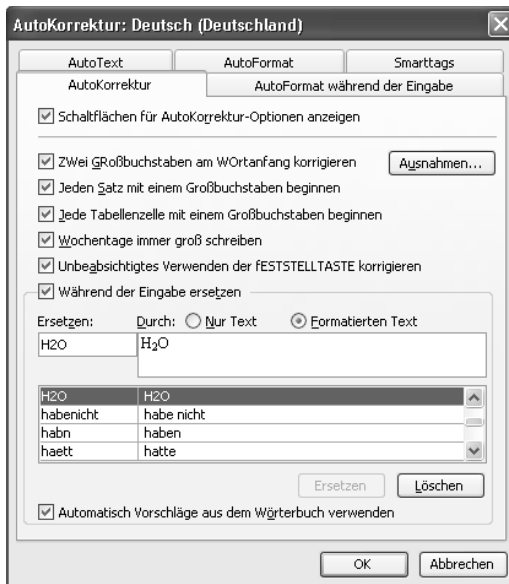 AutoKorrektur: Deutsch (Deutschland)
AutoText AutoFormat Smarttags
AutoKorrektur AutoFormat während der Eingabe
Schaltflächen für AutoKorrektur-Optionen anzeigen
ZWei GRoßbuchstaben am WOrtanfang korrigieren Ausnahmen...
Jeden Satz mit einem Großbuchstaben beginnen
Jede Tabellenzelle mit einem Großbuchstaben beginnen
Wochentage immer groß schreiben
Unbeabsichtigtes Verwenden der fESTSTELLTASTE korrigieren
Während der Eingabe ersetzen
Ersetzen: Durch: Nur Text Formatierten Text
H2O H₂O
H2O H2O
habenicht habe nicht
habn haben
haett hatte
Ersetzen Löschen
Automatisch Vorschläge aus dem Wörterbuch verwenden
OK Abbrechen